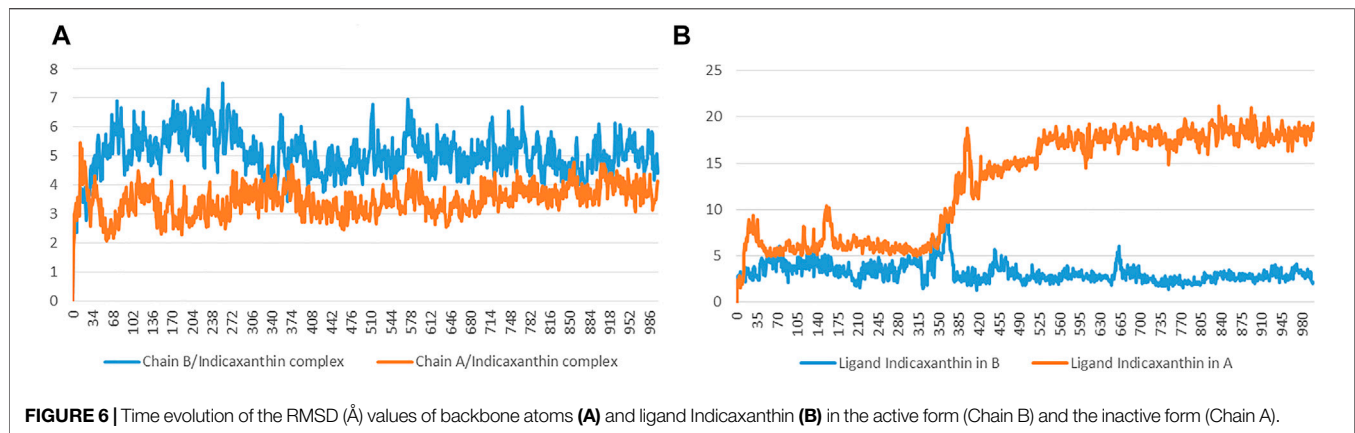 A
8
7
6
5
4
3
2
1
0
0 34 68 102 136 170 204 238 272 306 340 374 408 442 476 510 544 578 612 646 680 714 748 782 816 850 884 918 952 986
Chain B/Indicaxanthin complex Chain A/Indicaxanthin complex
B
25
20
15
10
5
0
0 35 70 105 140 175 210 245 280 315 350 385 420 455 490 525 560 595 630 665 700 735 770 805 840 875 910 945 980
Ligand Indicaxanthin in B Ligand Indicaxanthin in A
FIGURE 6 | Time evolution of the RMSD (Å) values of backbone atoms (A) and ligand Indicaxanthin (B) in the active form (Chain B) and the inactive form (Chain A).